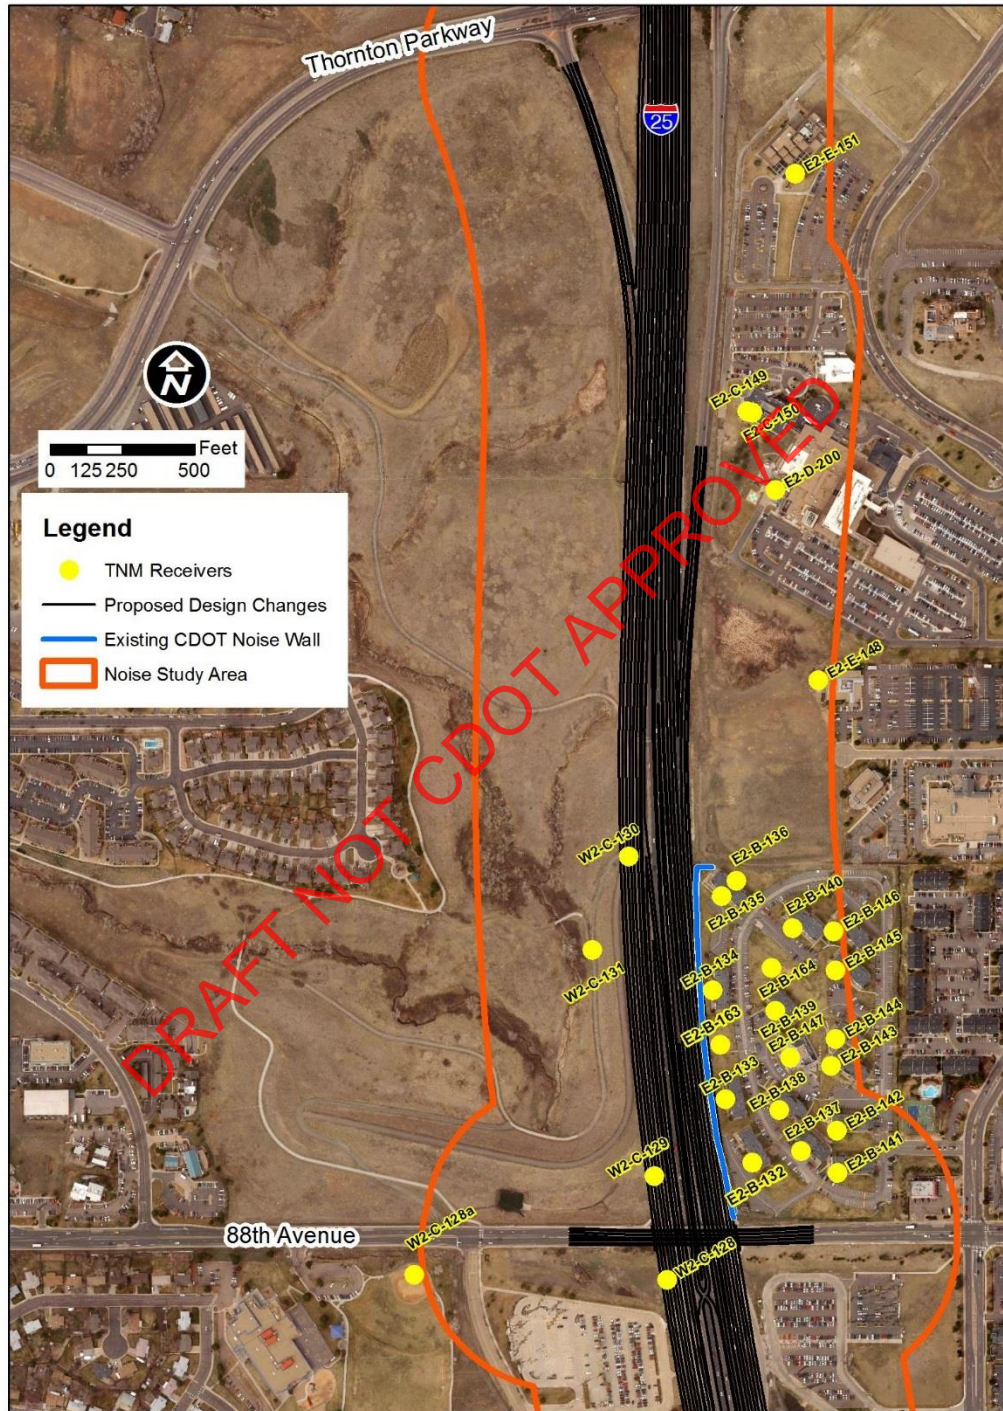 Thornton Parkway
25
E2-E-151
N
E2-C-149
E2-C-150
Feet
0 125 250 500
E2-D-200
Legend
TNM Receivers
Proposed Design Changes
Existing CDOT Noise Wall
Noise Study Area
E2-E-148
DRAFT NOT CDOT APPROVED
W2-C-130
E2-B-136
E2-B-135
E2-B-140
E2-B-146
E2-B-145
W2-C-131
E2-B-134
E2-B-164
E2-B-163
E2-B-139
E2-B-147
E2-B-144
E2-B-143
E2-B-133
E2-B-138
E2-B-137
E2-B-142
W2-C-129
E2-B-132
E2-B-141
W2-C-128a
88th Avenue
W2-C-128